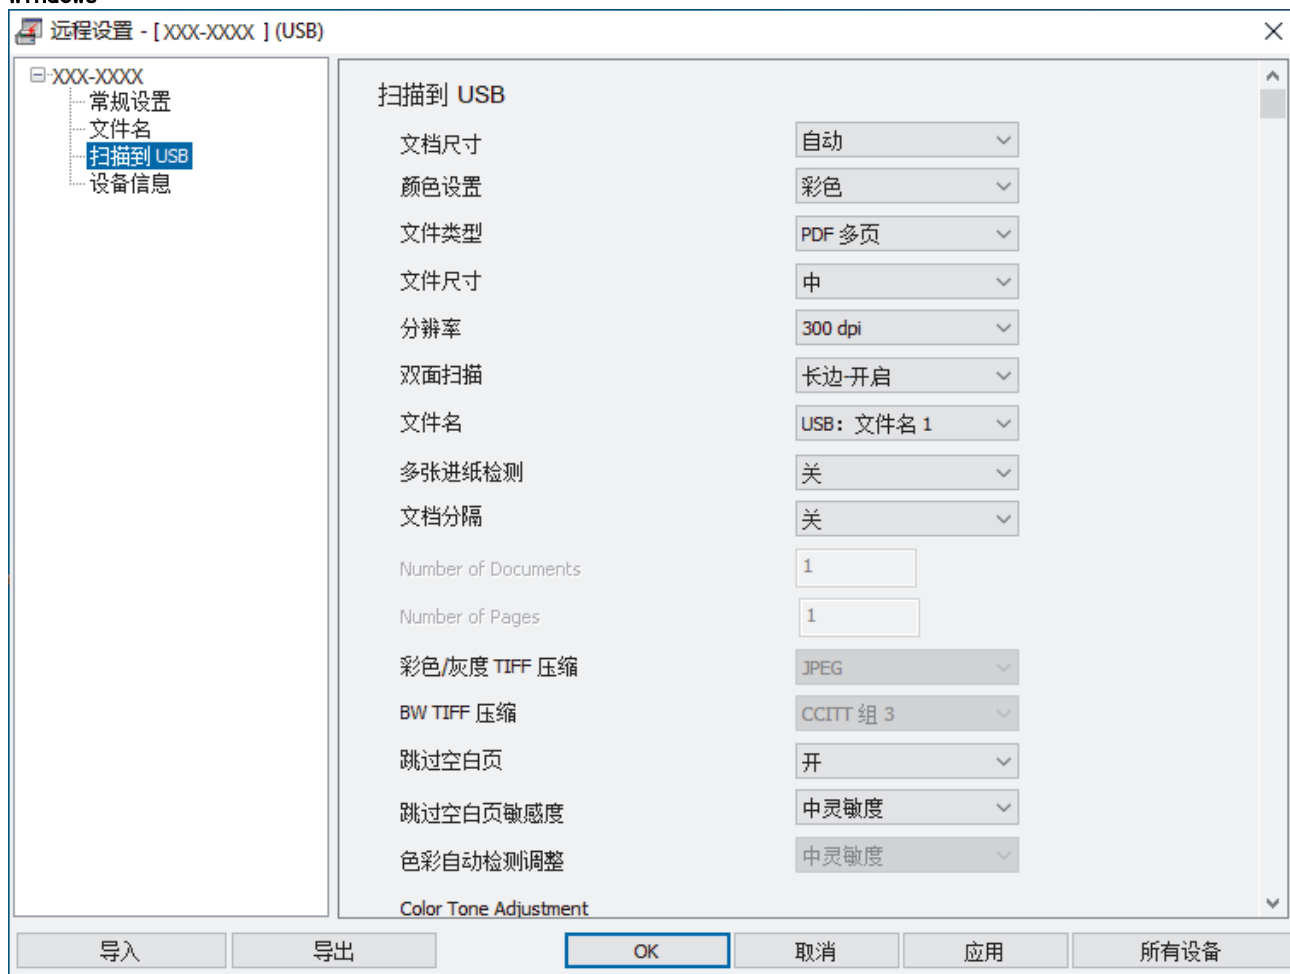 Windows
远程设置 - [ XXX-XXXX ] (USB)
XXX-XXXX
常规设置
文件名
扫描到 USB
设备信息
扫描到 USB
文档尺寸 自动
颜色设置 彩色
文件类型 PDF 多页
文件尺寸 中
分辨率 300 dpi
双面扫描 长边-开启
文件名 USB：文件名 1
多张进纸检测 关
文档分隔 关
Number of Documents 1
Number of Pages 1
彩色/灰度 TIFF 压缩 JPEG
BW TIFF 压缩 CCITT 组 3
跳过空白页 开
跳过空白页敏感度 中灵敏度
色彩自动检测调整 中灵敏度
Color Tone Adjustment
导入 导出 OK 取消 应用 所有设备